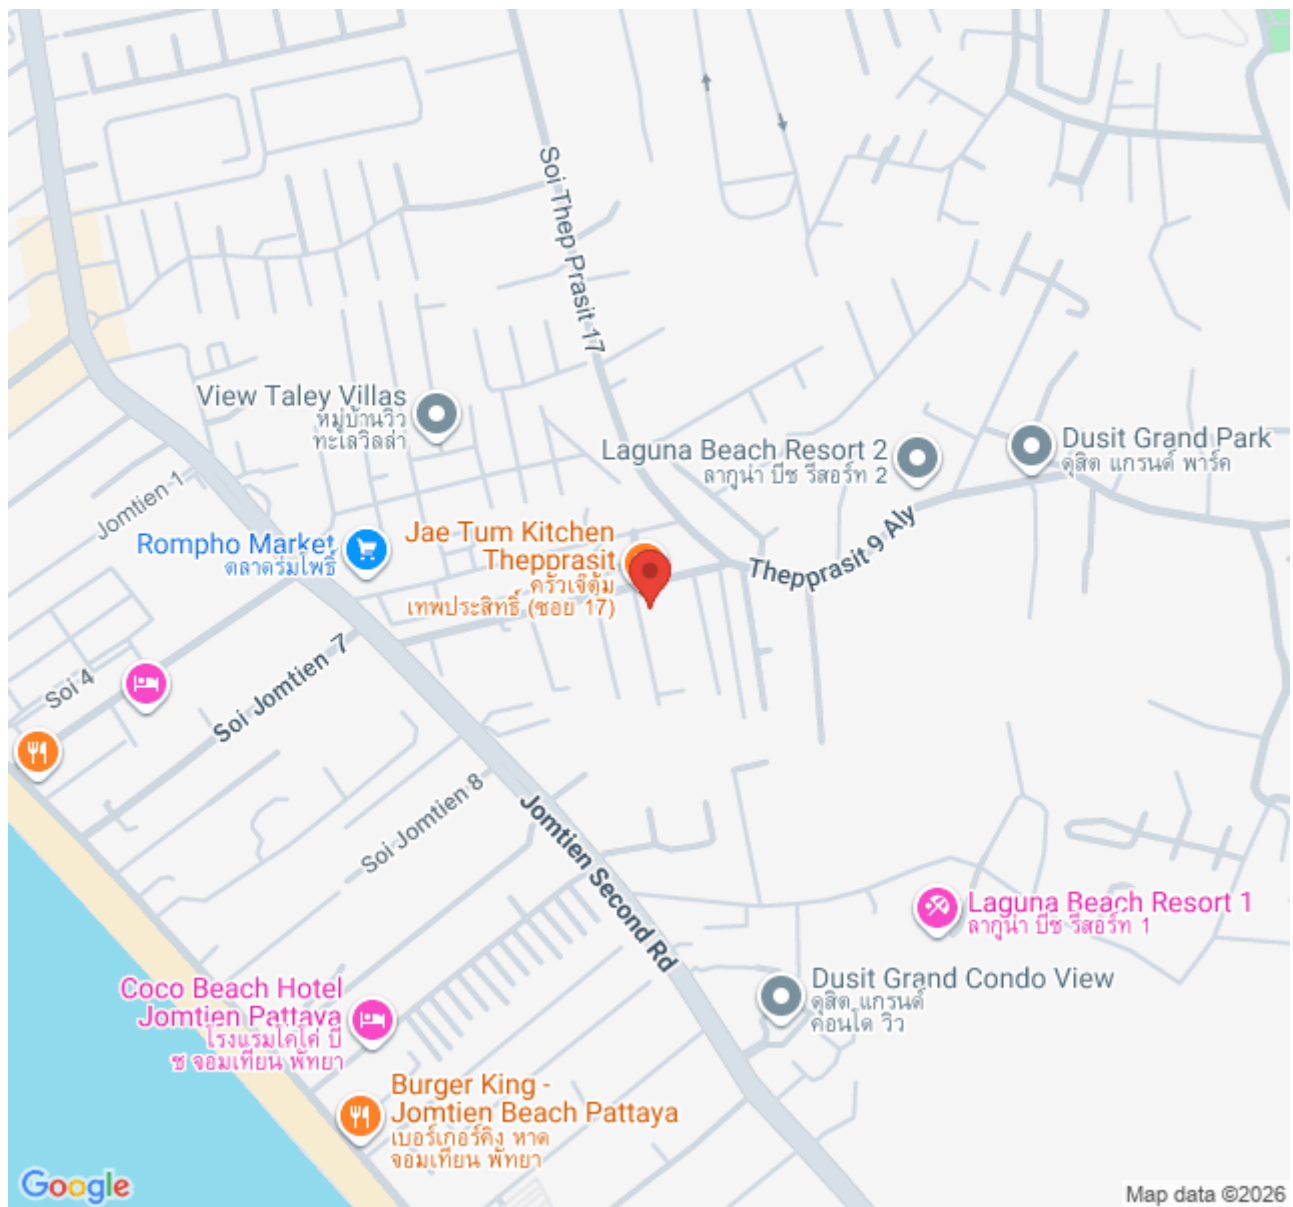 Soi Thep Prasit 17
View Taley Villas
หมู่บ้านวิว
ทะเลวิลล่า
Laguna Beach Resort 2
ลากูน่า บีช รีสอร์ท 2
Dusit Grand Park
ดุสิต แกรนด์ พาร์ค
Jomtien 1
Rompho Market
ตลาดร่มโพธิ์
Jae Tum Kitchen
Thepprasit
ครัวเจ๊ตุ้ม
เทพประสิทธิ์ (ซอย 17)
Thepprasit 9 Aly
Soi 4
Soi Jomtien 7
Soi Jomtien 8
Jomtien Second Rd
Laguna Beach Resort 1
ลากูน่า บีช รีสอร์ท 1
Dusit Grand Condo View
ดุสิต แกรนด์
คอนโด วิว
Coco Beach Hotel
Jomtien Pattaya
โรงแรมโคโค่ บี
ช จอมเทียน พัทยา
Burger King -
Jomtien Beach Pattaya
เบอร์เกอร์คิง หาด
จอมเทียน พัทยา
Google
Map data ©2026